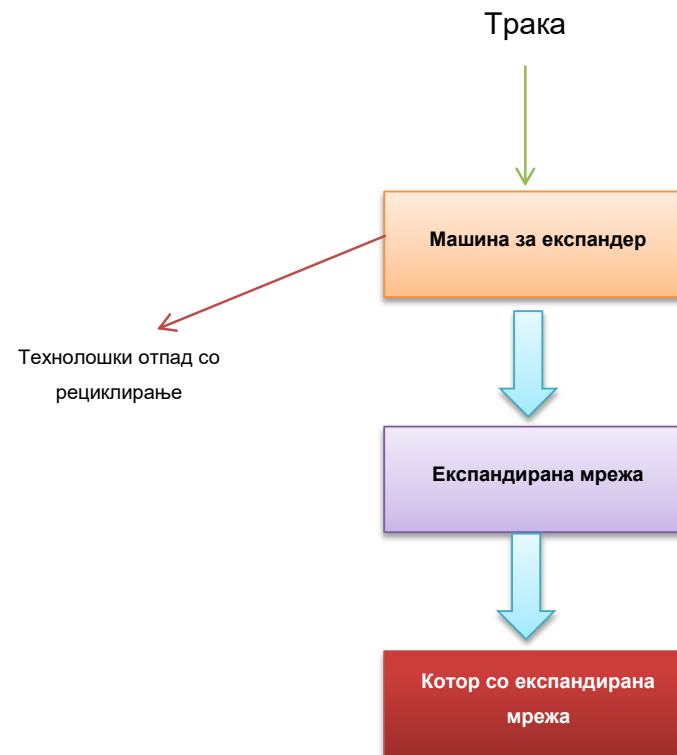 Трака
Машина за експандер
Технолошки отпад со
рециклирање
Експандирана мрежа
Котор со експандирана
мрежа